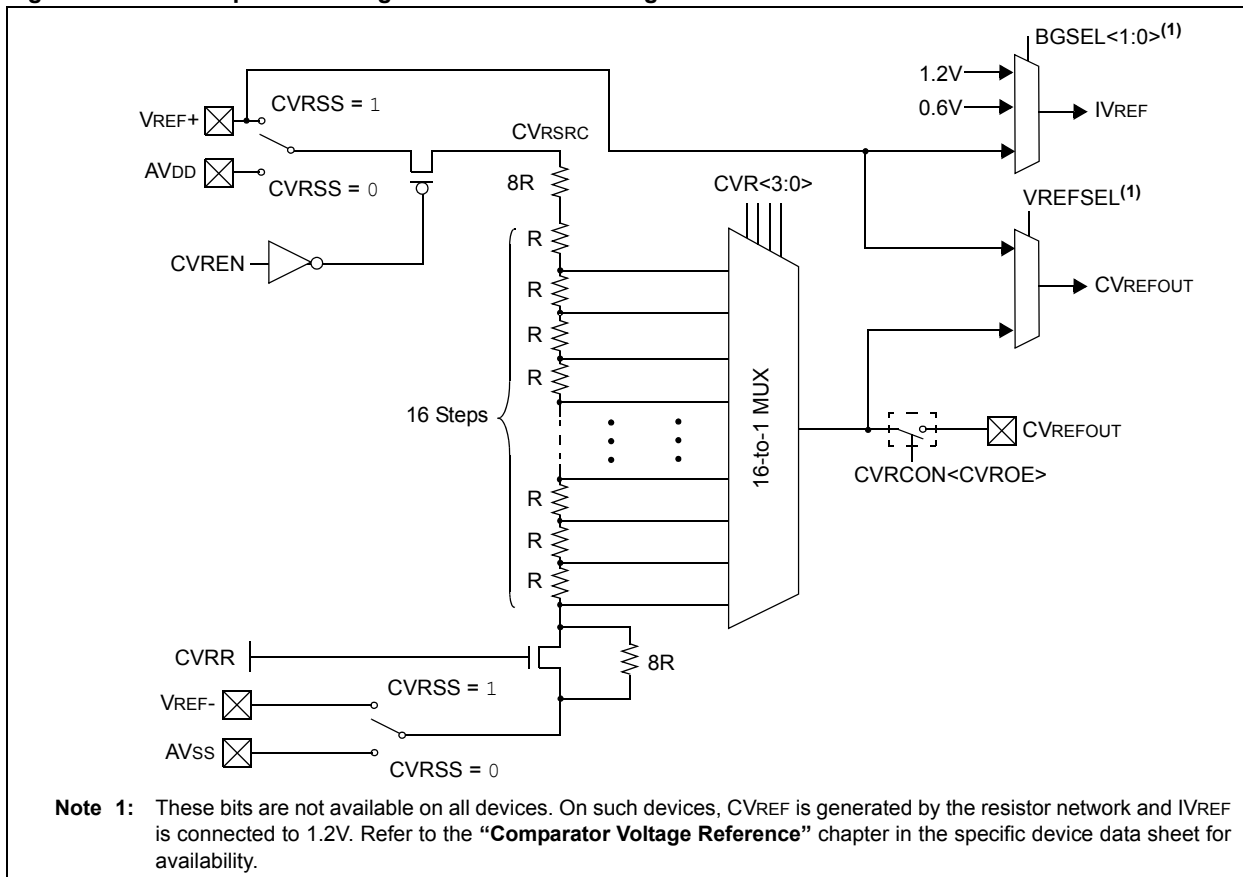 BGSEL<1:0>(1)
1.2V
0.6V
IVREF
VREF+
CVRSS = 1
AVDD
CVRSS = 0
CVRSRC
8R
CVR<3:0>
VREFSEL(1)
CVREN
R
R
R
R
CVREFOUT
16 Steps
16-to-1 MUX
CVREFOUT
CVRCON<CVROE>
R
R
R
CVRR
8R
VREF-
CVRSS = 1
AVSS
CVRSS = 0
Note 1: These bits are not available on all devices. On such devices, CVREF is generated by the resistor network and IVREF
is connected to 1.2V. Refer to the “Comparator Voltage Reference” chapter in the specific device data sheet for
availability.